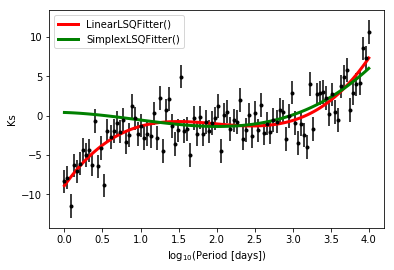 LinearLSQFitter()
SimplexLSQFitter()
10
5
0
−5
−10
Ks
0.0 0.5 1.0 1.5 2.0 2.5 3.0 3.5 4.0
log₁₀(Period [days])